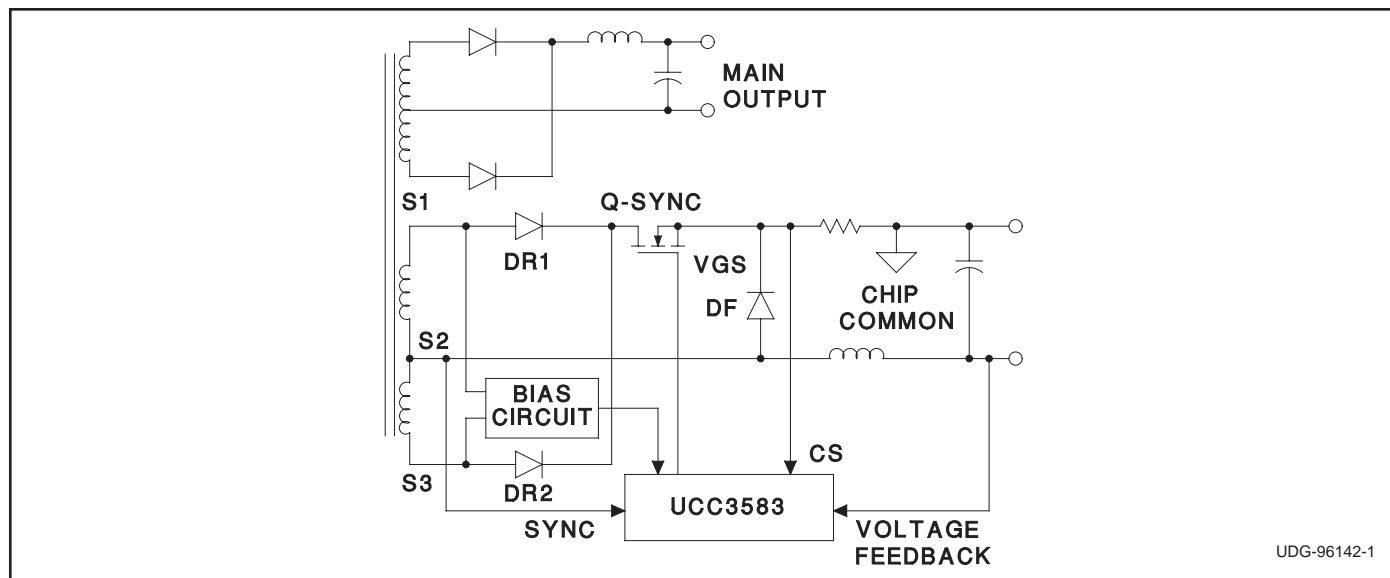 MAIN
OUTPUT
S1
Q-SYNC
DR1
VGS
DF
CHIP
COMMON
S2
BIAS
CIRCUIT
CS
S3
DR2
UCC3583
SYNC
VOLTAGE
FEEDBACK
UDG-96142-1